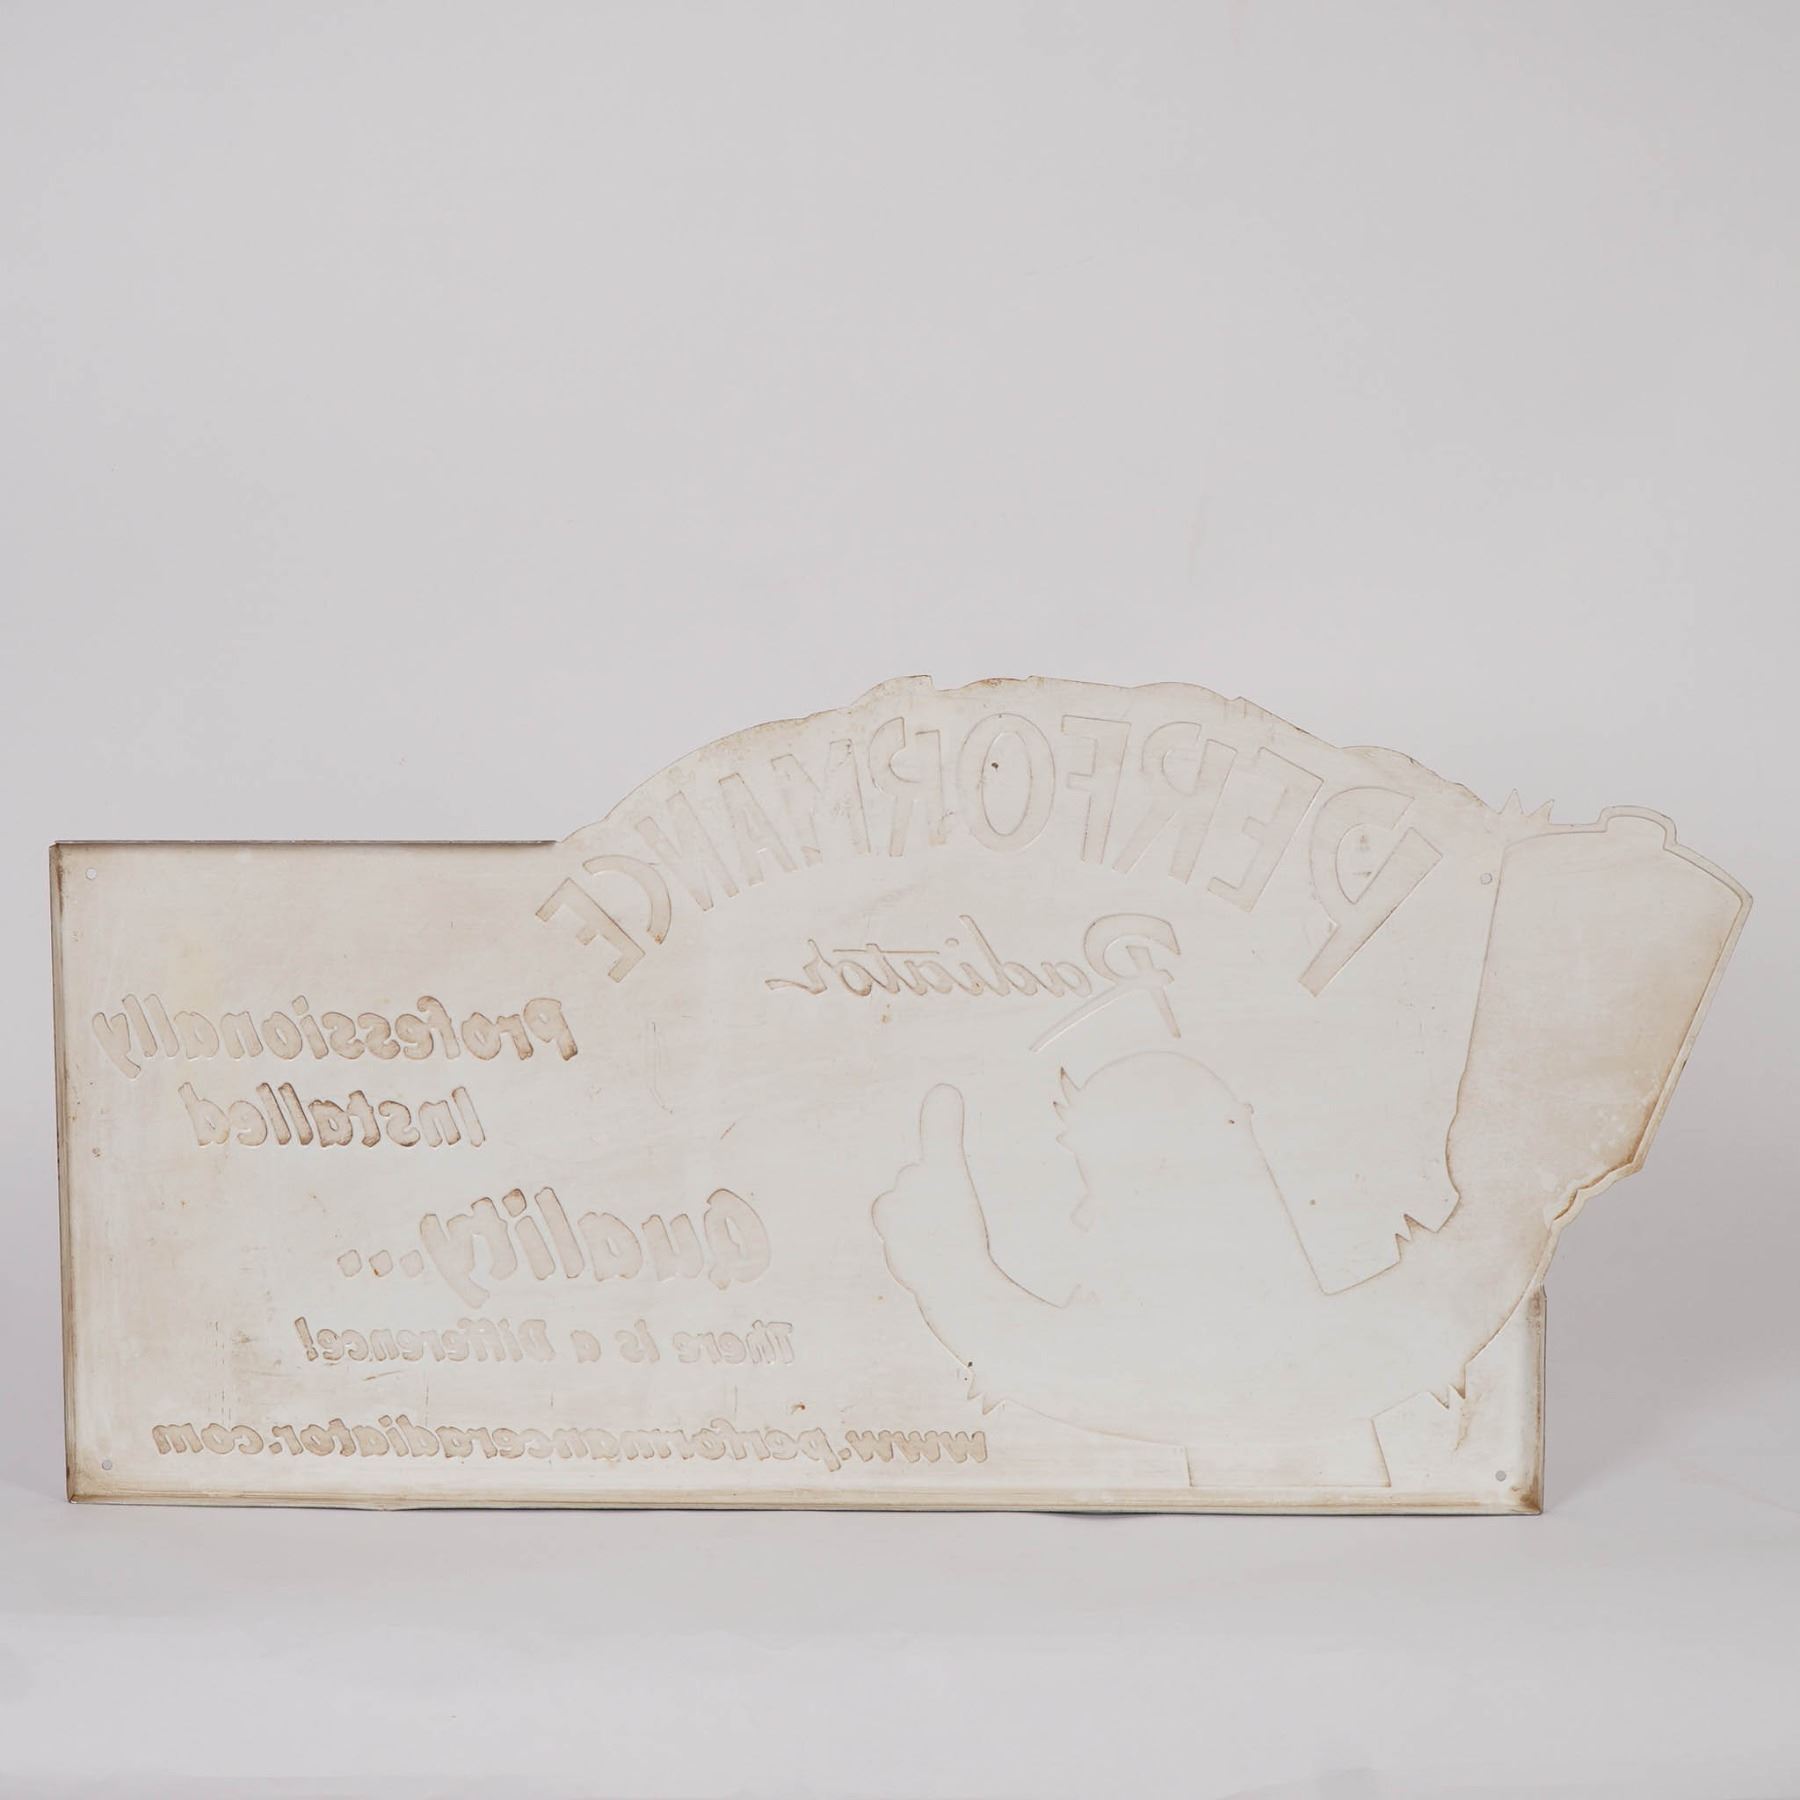 PERFORMANCE
Radiator
Professionally
Installed
Quality...
There is a Difference!
www.performanceradiator.com